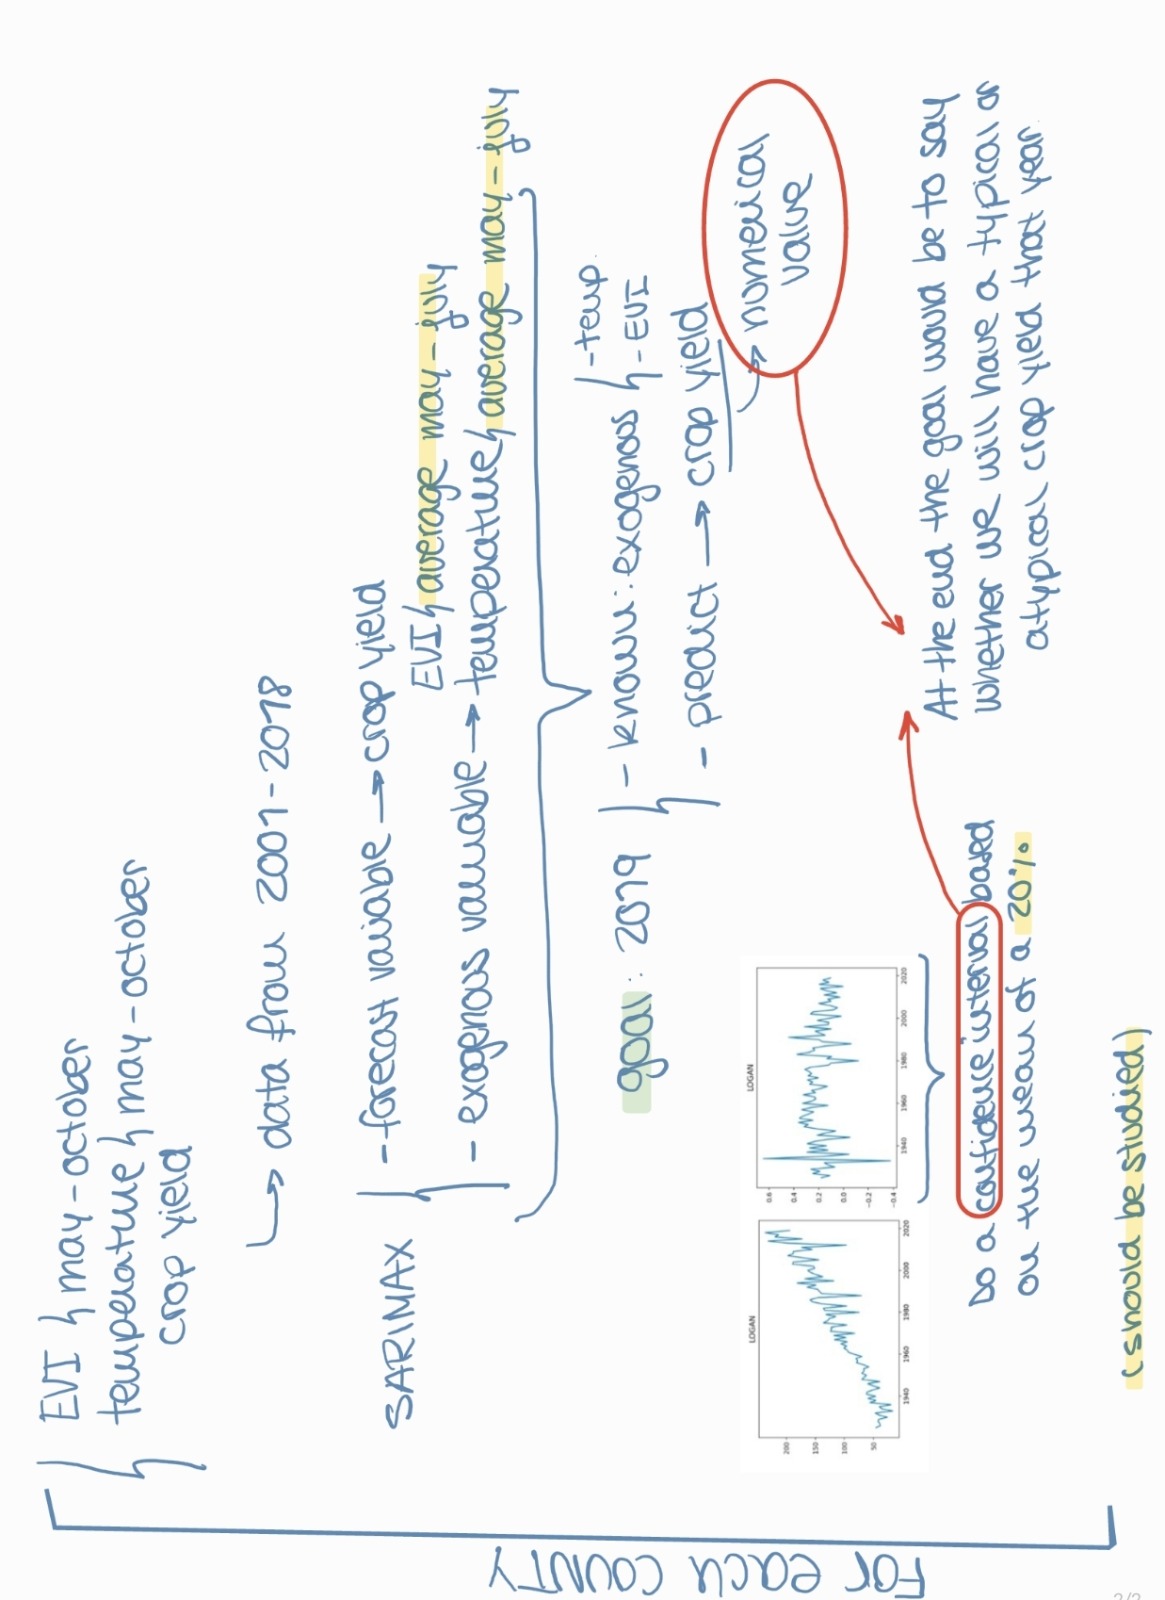 For each COUNTY
EVI } may-october
temperature } may-october
crop yield
→ data from 2001-2018
SARIMAX
- forecast variable → crop yield
EVI } average may-july
- exogenous variable → temperature } average may-july
goal: 2019
- known: exogenous { -temp.
- EVI
- predict → crop yield
→ numerical
value
LOGAN
200
150
100
50
1940
1960
1980
2000
2020
LOGAN
0.6
0.4
0.2
0.0
-0.2
-0.4
1940
1960
1980
2000
2020
Do a "confidence" interval based
on the mean of a 20%
At the end the goal would be to say
whether we will have a typical or
atypical crop yield that year.
(should be studied)
2/2